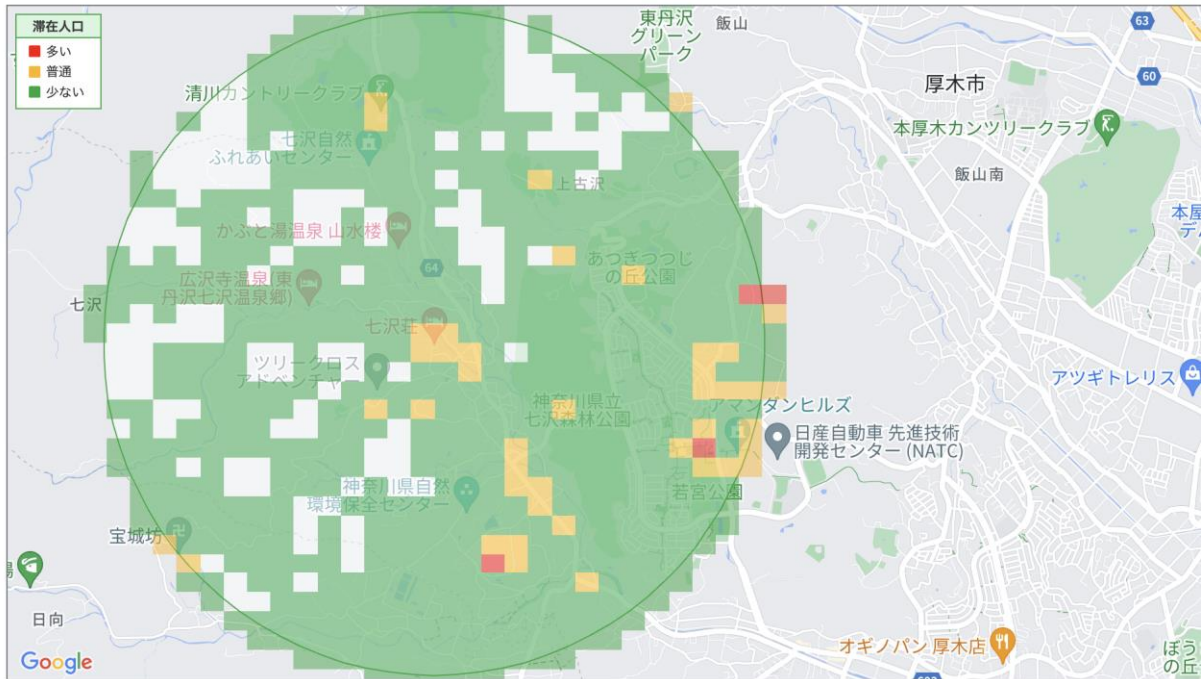 滞在人口
多い
普通
少ない
東丹沢
グリーン
パーク
飯山
63
60
厚木市
清川カントリークラブ
本厚木カンツリークラブ
七沢自然
ふれあいセンター
飯山南
上古沢
かぶと湯温泉 山水楼
64
あつぎつつじ
の丘公園
広沢寺温泉(東
丹沢七沢温泉郷)
七沢
七沢荘
ツリークロス
アドベンチャー
アツギトレリス
神奈川県立
七沢森林公園
アマンダンヒルズ
日産自動車 先進技術
開発センター (NATC)
神奈川県自然
環境保全センター
若宮公園
宝城坊
日向
オギノパン 厚木店
ぼう
の丘
Google